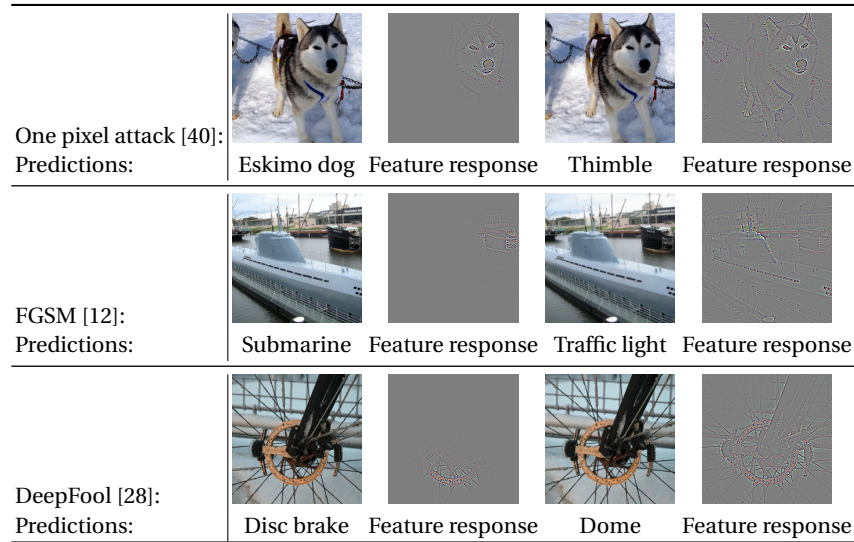 One pixel attack [40]:
Predictions: Eskimo dog Feature response Thimble Feature response
FGSM [12]:
Predictions: Submarine Feature response Traffic light Feature response
DeepFool [28]:
Predictions: Disc brake Feature response Dome Feature response